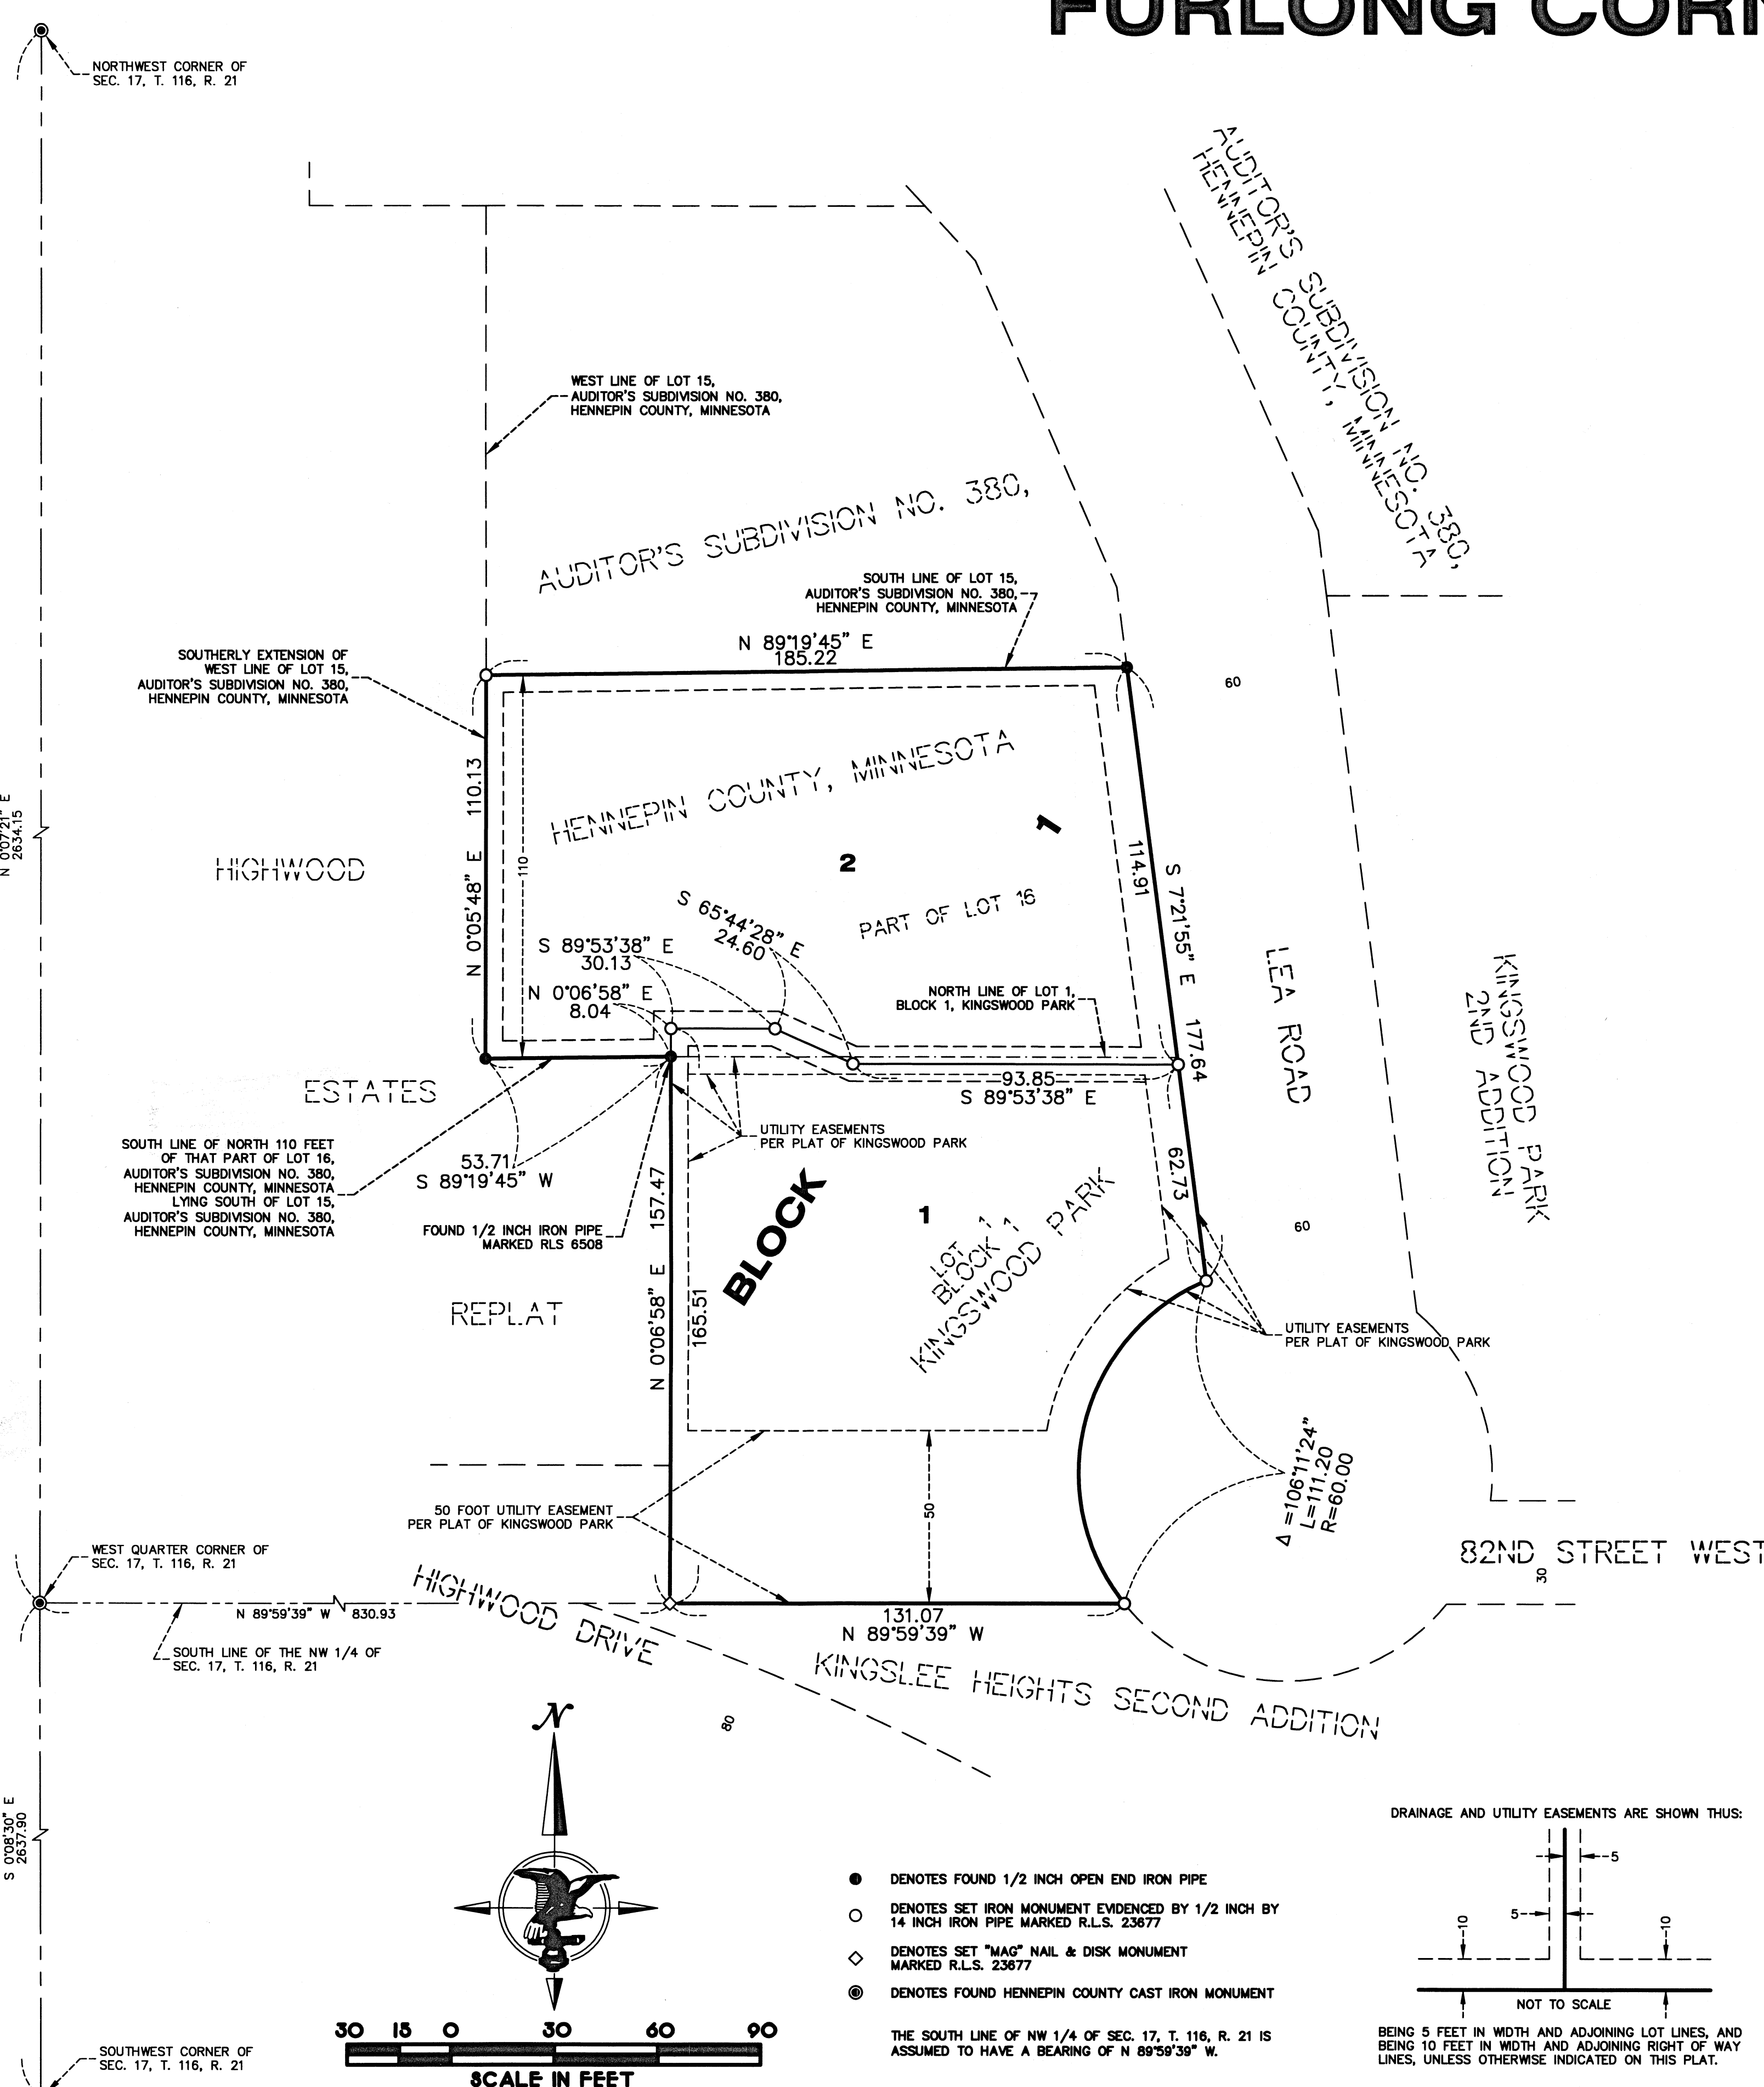 FURLONG CORN
NORTHWEST CORNER OF
SEC. 17, T. 116, R. 21
AUDITOR'S SUBDIVISION NO. 380,
HENNEPIN COUNTY, MINNESOTA
WEST LINE OF LOT 15,
AUDITOR'S SUBDIVISION NO. 380,
HENNEPIN COUNTY, MINNESOTA
AUDITOR'S SUBDIVISION NO. 380,
SOUTH LINE OF LOT 15,
AUDITOR'S SUBDIVISION NO. 380,
HENNEPIN COUNTY, MINNESOTA
N 89°19'45" E
185.22
SOUTHERLY EXTENSION OF
WEST LINE OF LOT 15,
AUDITOR'S SUBDIVISION NO. 380,
HENNEPIN COUNTY, MINNESOTA
60
N 0°07'21" E
2634.15
HIGHWOOD
N 0°05'48" E 110.13
110
HENNEPIN COUNTY, MINNESOTA
1
2
114.91
S 7°21'55" E 177.64
PART OF LOT 16
S 65°44'28" E
24.60
S 89°53'38" E
30.13
N 0°06'58" E
8.04
NORTH LINE OF LOT 1,
BLOCK 1, KINGSWOOD PARK
LEA ROAD
KINGSWOOD PARK
2ND ADDITION
ESTATES
93.85
S 89°53'38" E
SOUTH LINE OF NORTH 110 FEET
OF THAT PART OF LOT 16,
AUDITOR'S SUBDIVISION NO. 380,
HENNEPIN COUNTY, MINNESOTA
LYING SOUTH OF LOT 15,
AUDITOR'S SUBDIVISION NO. 380,
HENNEPIN COUNTY, MINNESOTA
53.71
S 89°19'45" W
UTILITY EASEMENTS
PER PLAT OF KINGSWOOD PARK
FOUND 1/2 INCH IRON PIPE
MARKED RLS 6508
N 0°06'58" E 157.47
165.51
BLOCK
1
LOT 1
BLOCK 1
KINGSWOOD PARK
62.73
60
REPLAT
UTILITY EASEMENTS
PER PLAT OF KINGSWOOD PARK
Δ =106°11'24"
L=111.20
R=60.00
50 FOOT UTILITY EASEMENT
PER PLAT OF KINGSWOOD PARK
50
82ND STREET WEST
30
WEST QUARTER CORNER OF
SEC. 17, T. 116, R. 21
N 89°59'39" W 830.93
SOUTH LINE OF THE NW 1/4 OF
SEC. 17, T. 116, R. 21
HIGHWOOD DRIVE
131.07
N 89°59'39" W
KINGSLEE HEIGHTS SECOND ADDITION
80
N
S 0°08'30" E
2637.90
DRAINAGE AND UTILITY EASEMENTS ARE SHOWN THUS:
5
5
10
10
NOT TO SCALE
BEING 5 FEET IN WIDTH AND ADJOINING LOT LINES, AND
BEING 10 FEET IN WIDTH AND ADJOINING RIGHT OF WAY
LINES, UNLESS OTHERWISE INDICATED ON THIS PLAT.
DENOTES FOUND 1/2 INCH OPEN END IRON PIPE
DENOTES SET IRON MONUMENT EVIDENCED BY 1/2 INCH BY
14 INCH IRON PIPE MARKED R.L.S. 23677
DENOTES SET "MAG" NAIL & DISK MONUMENT
MARKED R.L.S. 23677
DENOTES FOUND HENNEPIN COUNTY CAST IRON MONUMENT
THE SOUTH LINE OF NW 1/4 OF SEC. 17, T. 116, R. 21 IS
ASSUMED TO HAVE A BEARING OF N 89°59'39" W.
30 15 0 30 60 90
SCALE IN FEET
SOUTHWEST CORNER OF
SEC. 17, T. 116, R. 21